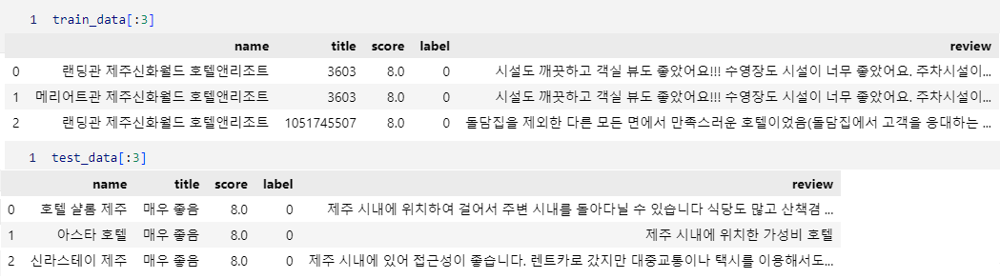 1 train_data[:3]
name title score label review
0 랜딩관 제주신화월드 호텔앤리조트 3603 8.0 0 시설도 깨끗하고 객실 뷰도 좋았어요!!! 수영장도 시설이 너무 좋았어요. 주차시설이...
1 메리어트관 제주신화월드 호텔앤리조트 3603 8.0 0 시설도 깨끗하고 객실 뷰도 좋았어요!!! 수영장도 시설이 너무 좋았어요. 주차시설이...
2 랜딩관 제주신화월드 호텔앤리조트 1051745507 8.0 0 돌담집을 제외한 다른 모든 면에서 만족스러운 호텔이었음(돌담집에서 고객을 응대하는 ...
1 test_data[:3]
name title score label review
0 호텔 샬롬 제주 매우 좋음 8.0 0 제주 시내에 위치하여 걸어서 주변 시내를 돌아다닐 수 있습니다 식당도 많고 산책겸 ...
1 아스타 호텔 매우 좋음 8.0 0 제주 시내에 위치한 가성비 호텔
2 신라스테이 제주 매우 좋음 8.0 0 제주 시내에 있어 접근성이 좋습니다. 렌트카로 갔지만 대중교통이나 택시를 이용해서도...